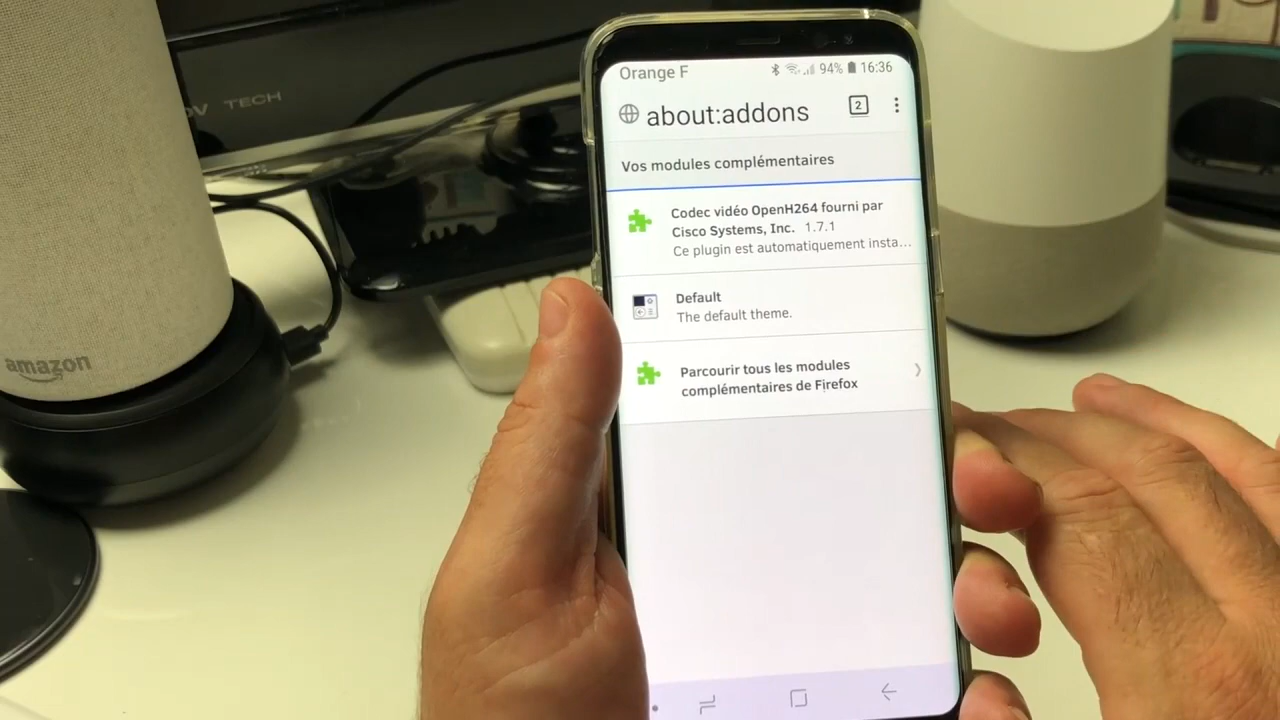 OV TECH
amazon
Orange F 94% 16:36
about:addons 2
Vos modules complémentaires
Codec vidéo OpenH264 fourni par
Cisco Systems, Inc. 1.7.1
Ce plugin est automatiquement insta...
Default
The default theme.
Parcourir tous les modules
complémentaires de Firefox